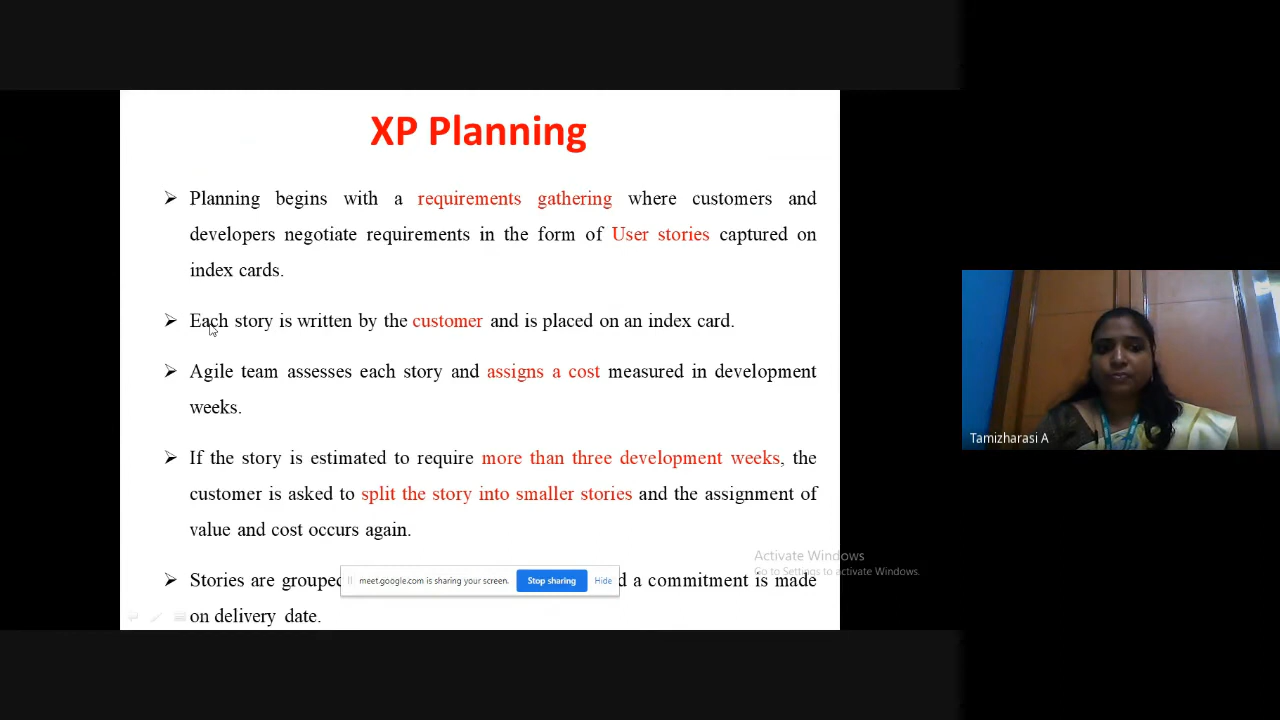 XP Planning
Planning begins with a requirements gathering where customers and
developers negotiate requirements in the form of User stories captured on
index cards.
Each story is written by the customer and is placed on an index card.
Agile team assesses each story and assigns a cost measured in development
weeks.
If the story is estimated to require more than three development weeks, the
customer is asked to split the story into smaller stories and the assignment of
value and cost occurs again.
Stories are grouped
meet.google.com is sharing your screen. Stop sharing Hide
a commitment is made
on delivery date.
Activate Windows
Go to Settings to activate Windows.
Tamizharasi A